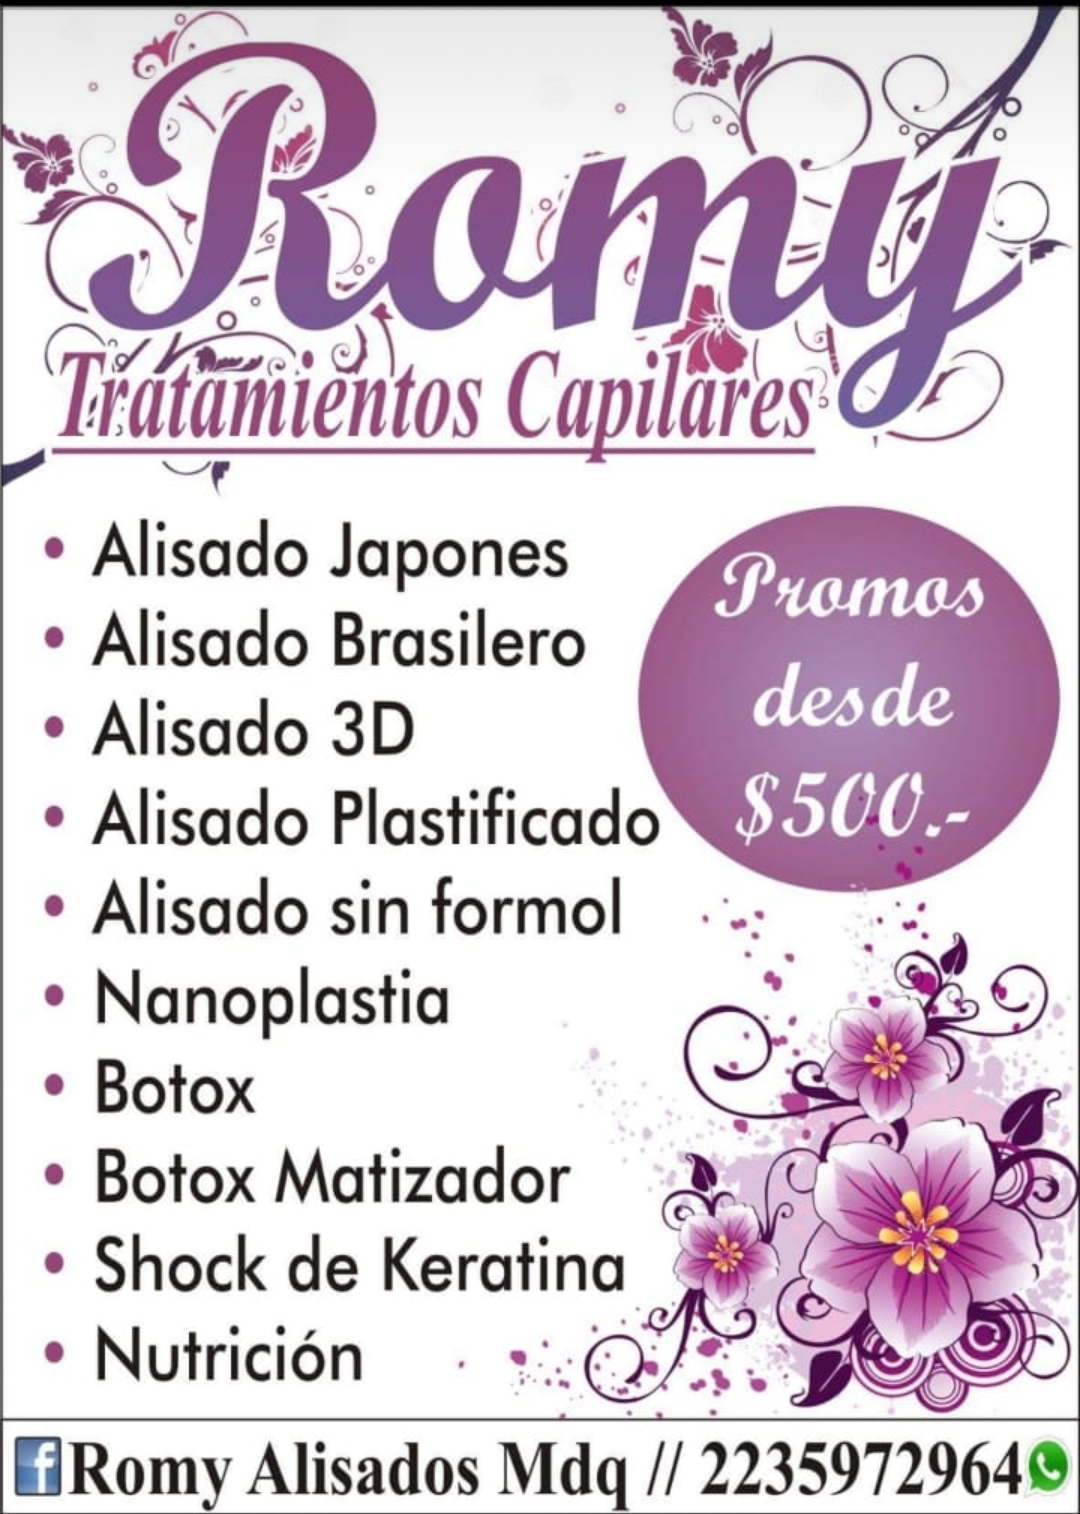 Romy
Tratamientos Capilares
• Alisado Japones
• Alisado Brasilero
• Alisado 3D
• Alisado Plastificado
• Alisado sin formol
• Nanoplastia
• Botox
• Botox Matizador
• Shock de Keratina
• Nutrición
Promos
desde
$500.-
Romy Alisados Mdq // 2235972964